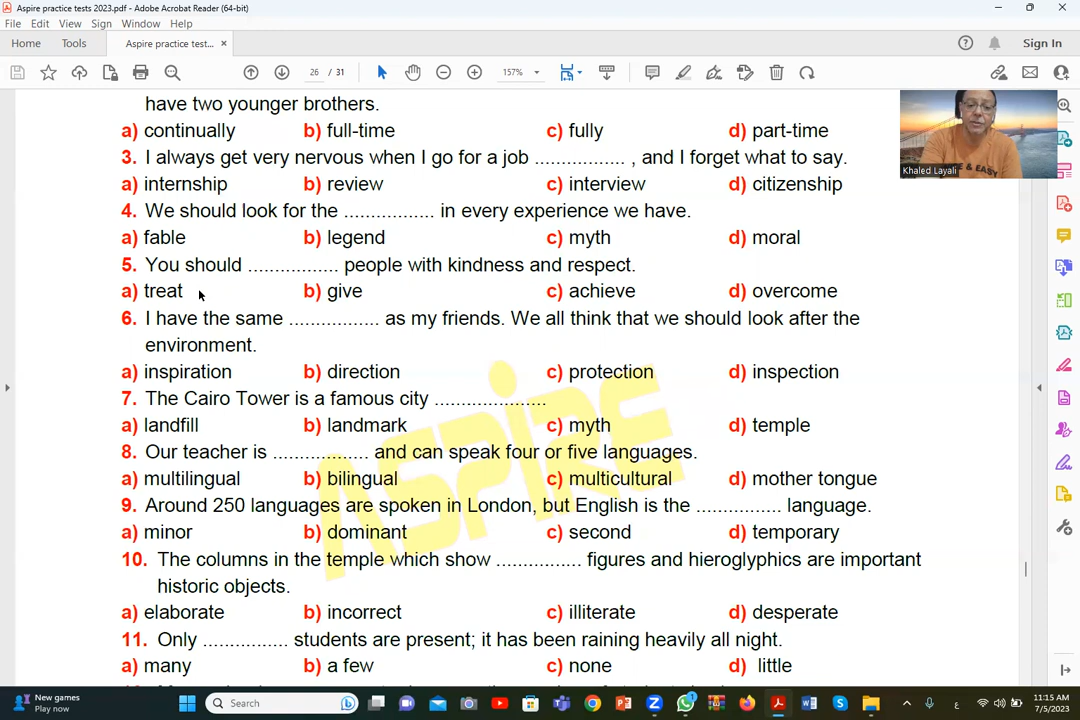 Aspire practice tests 2023.pdf - Adobe Acrobat Reader (64-bit)
File Edit View Sign Window Help
Home Tools Aspire practice test... ×
Sign In
26 / 31
157%
have two younger brothers.
a) continually b) full-time c) fully d) part-time
3. I always get very nervous when I go for a job ................ , and I forget what to say.
a) internship b) review c) interview d) citizenship
4. We should look for the ................ in every experience we have.
a) fable b) legend c) myth d) moral
5. You should ................ people with kindness and respect.
a) treat b) give c) achieve d) overcome
6. I have the same ................ as my friends. We all think that we should look after the
environment.
a) inspiration b) direction c) protection d) inspection
7. The Cairo Tower is a famous city ....................
a) landfill b) landmark c) myth d) temple
8. Our teacher is ................. and can speak four or five languages.
a) multilingual b) bilingual c) multicultural d) mother tongue
9. Around 250 languages are spoken in London, but English is the ............... language.
a) minor b) dominant c) second d) temporary
10. The columns in the temple which show ............... figures and hieroglyphics are important
historic objects.
a) elaborate b) incorrect c) illiterate d) desperate
11. Only ............... students are present; it has been raining heavily all night.
a) many b) a few c) none d) little
ASPIRE
Khaled Layali
& EASY
New games
Play now
Search
1
ع
11:15 AM
7/5/2023